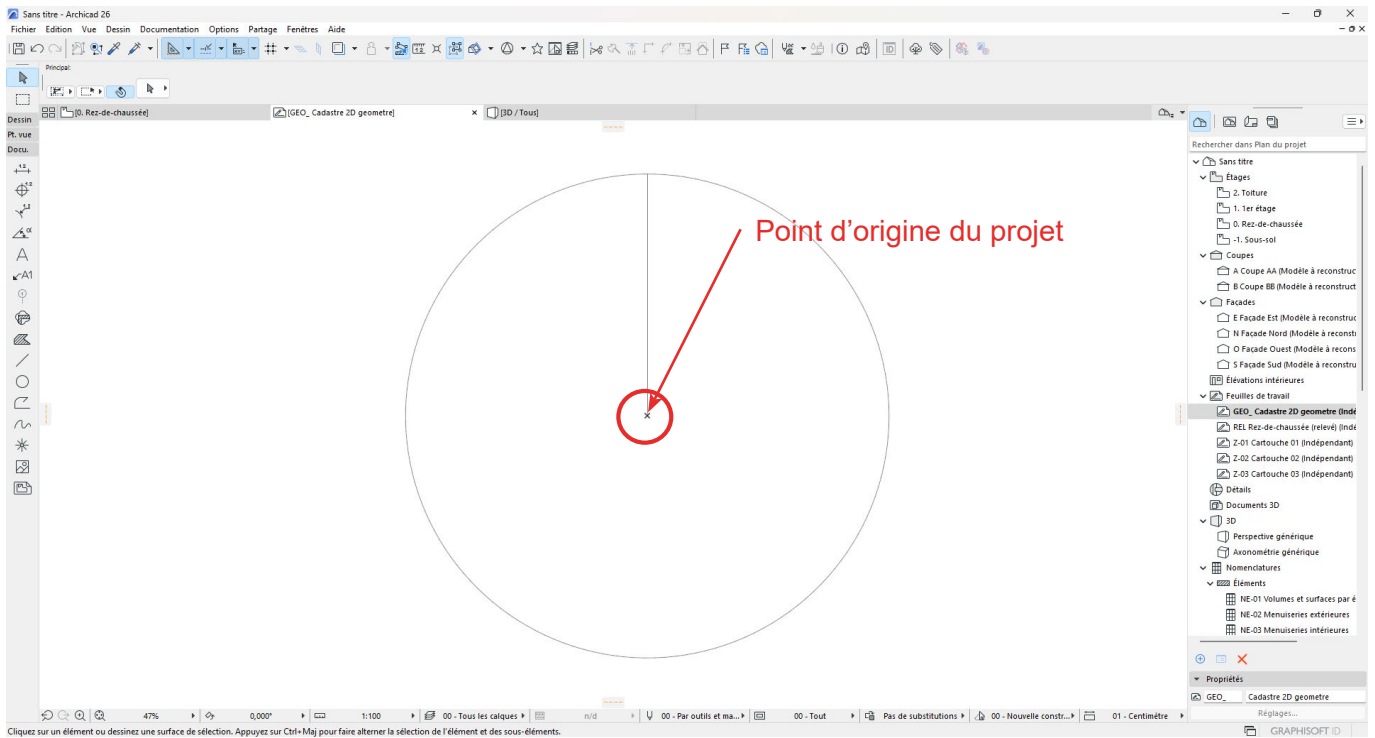 Sans titre - Archicad 26
Fichier Edition Vue Dessin Documentation Options Partage Fenêtres Aide
Principal:
[0. Rez-de-chaussée]
[GEO_ Cadastre 2D geometre]
[3D / Tous]
Dessin
Pt. vue
Docu.
A1
Point d’origine du projet
Rechercher dans Plan du projet
Sans titre
Étages
2. Toiture
1. 1er étage
0. Rez-de-chaussée
-1. Sous-sol
Coupes
A Coupe AA (Modèle à reconstruc
B Coupe BB (Modèle à reconstruct
Façades
E Façade Est (Modèle à reconstruc
N Façade Nord (Modèle à reconstr
O Façade Ouest (Modèle à recons
S Façade Sud (Modèle à reconstru
Élévations intérieures
Feuilles de travail
GEO_ Cadastre 2D geometre (Indé
REL Rez-de-chaussée (relevé) (Indé
Z-01 Cartouche 01 (Indépendant)
Z-02 Cartouche 02 (Indépendant)
Z-03 Cartouche 03 (Indépendant)
Détails
Documents 3D
3D
Perspective générique
Axonométrie générique
Nomenclatures
Éléments
NE-01 Volumes et surfaces par é
NE-02 Menuiseries extérieures
NE-03 Menuiseries intérieures
Propriétés
GEO_ Cadastre 2D geometre
Réglages...
47% 0,000° 1:100 00 - Tous les calques n/d 00 - Par outils et ma... 00 - Tout Pas de substitutions 00 - Nouvelle constr... 01 - Centimètre
Cliquez sur un élément ou dessinez une surface de sélection. Appuyez sur Ctrl+Maj pour faire alterner la sélection de l'élément et des sous-éléments.
GRAPHISOFT ID